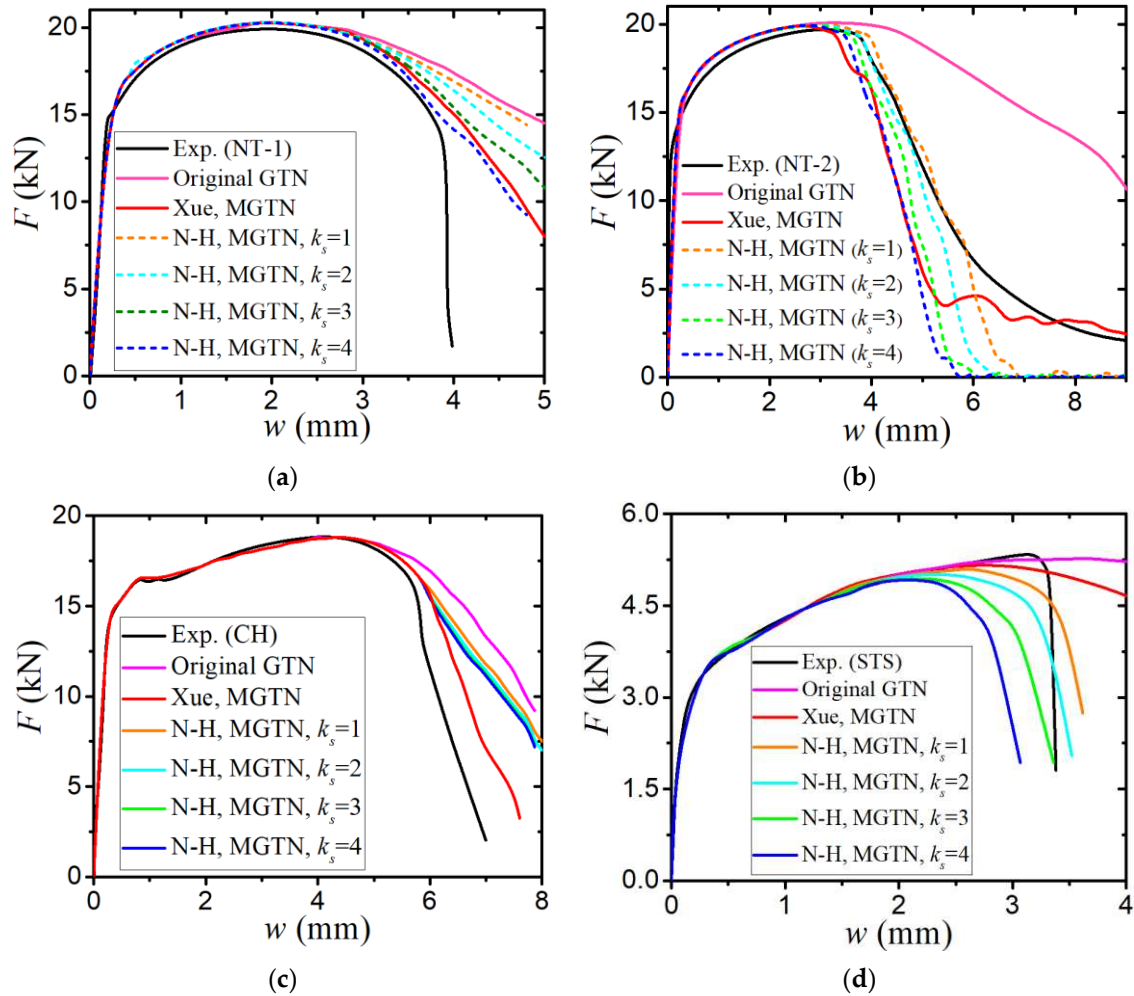 20
15
10
5
0
F (kN)
Exp. (NT-1)
Original GTN
Xue, MGTN
N-H, MGTN, ks=1
N-H, MGTN, ks=2
N-H, MGTN, ks=3
N-H, MGTN, ks=4
0 1 2 3 4 5
w (mm)
(a)
20
15
10
5
0
F (kN)
Exp. (NT-2)
Original GTN
Xue, MGTN
N-H, MGTN (ks=1)
N-H, MGTN (ks=2)
N-H, MGTN (ks=3)
N-H, MGTN (ks=4)
0 2 4 6 8
w (mm)
(b)
20
15
10
5
0
F (kN)
Exp. (CH)
Original GTN
Xue, MGTN
N-H, MGTN, ks=1
N-H, MGTN, ks=2
N-H, MGTN, ks=3
N-H, MGTN, ks=4
0 2 4 6 8
w (mm)
(c)
6.0
4.5
3.0
1.5
0.0
F (kN)
Exp. (STS)
Original GTN
Xue, MGTN
N-H, MGTN, ks=1
N-H, MGTN, ks=2
N-H, MGTN, ks=3
N-H, MGTN, ks=4
0 1 2 3 4
w (mm)
(d)